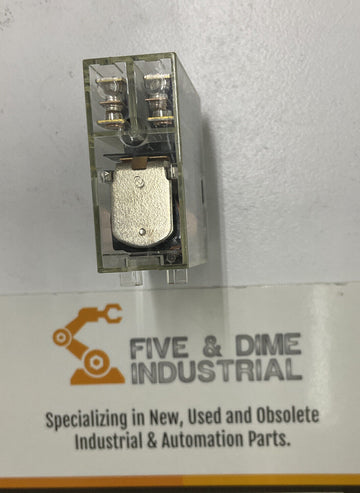 FIVE & DIME
INDUSTRIAL
Specializing in New, Used and Obsolete
Industrial & Automation Parts.